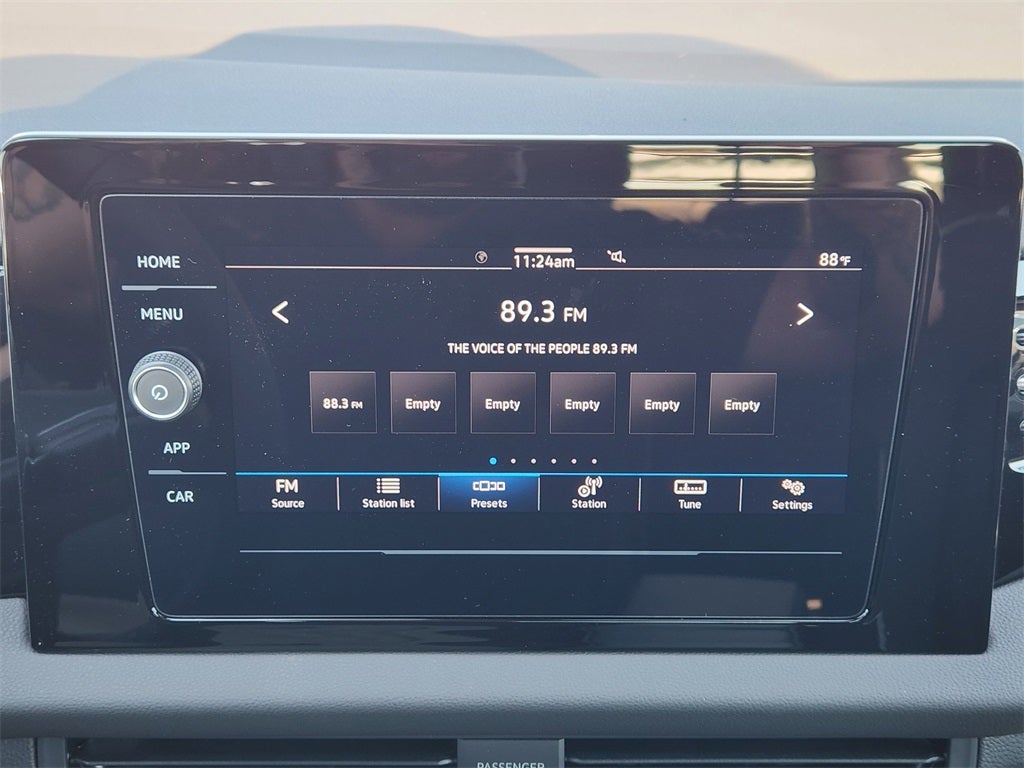 HOME
11:24am
88°F
MENU
89.3 FM
THE VOICE OF THE PEOPLE 89.3 FM
88.3 FM
Empty
Empty
Empty
Empty
Empty
APP
CAR
FM
Source
Station list
Presets
Station
Tune
Settings
PASSENGER